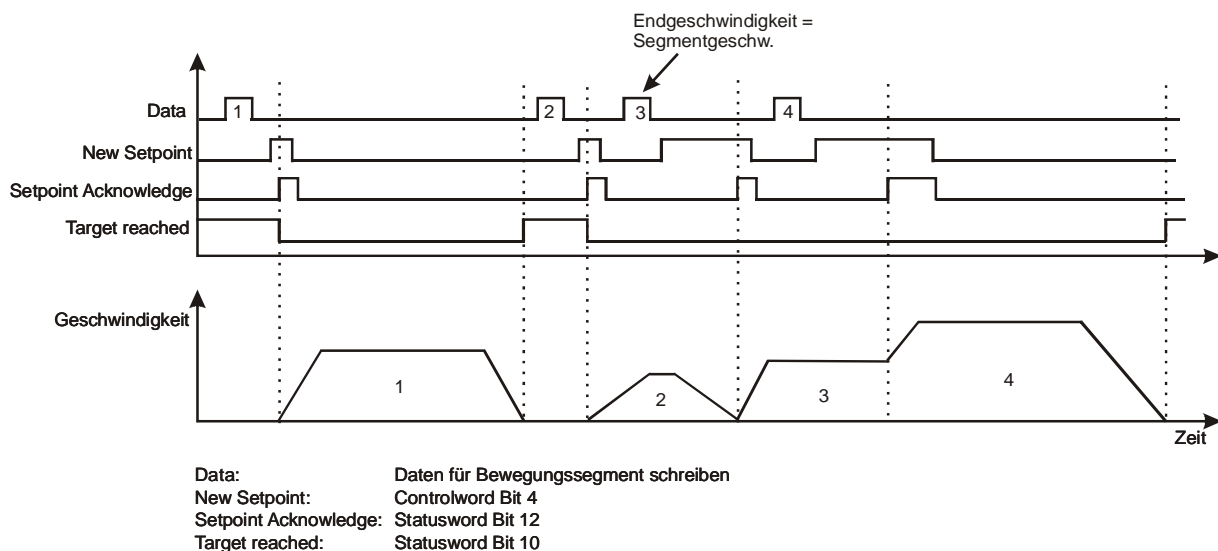 Endgeschwindigkeit =
Segmentgeschw.
Data
1
2
3
4
New Setpoint
Setpoint Acknowledge
Target reached
Geschwindigkeit
1
2
3
4
Zeit
Data: Daten für Bewegungssegment schreiben
New Setpoint: Controlword Bit 4
Setpoint Acknowledge: Statusword Bit 12
Target reached: Statusword Bit 10